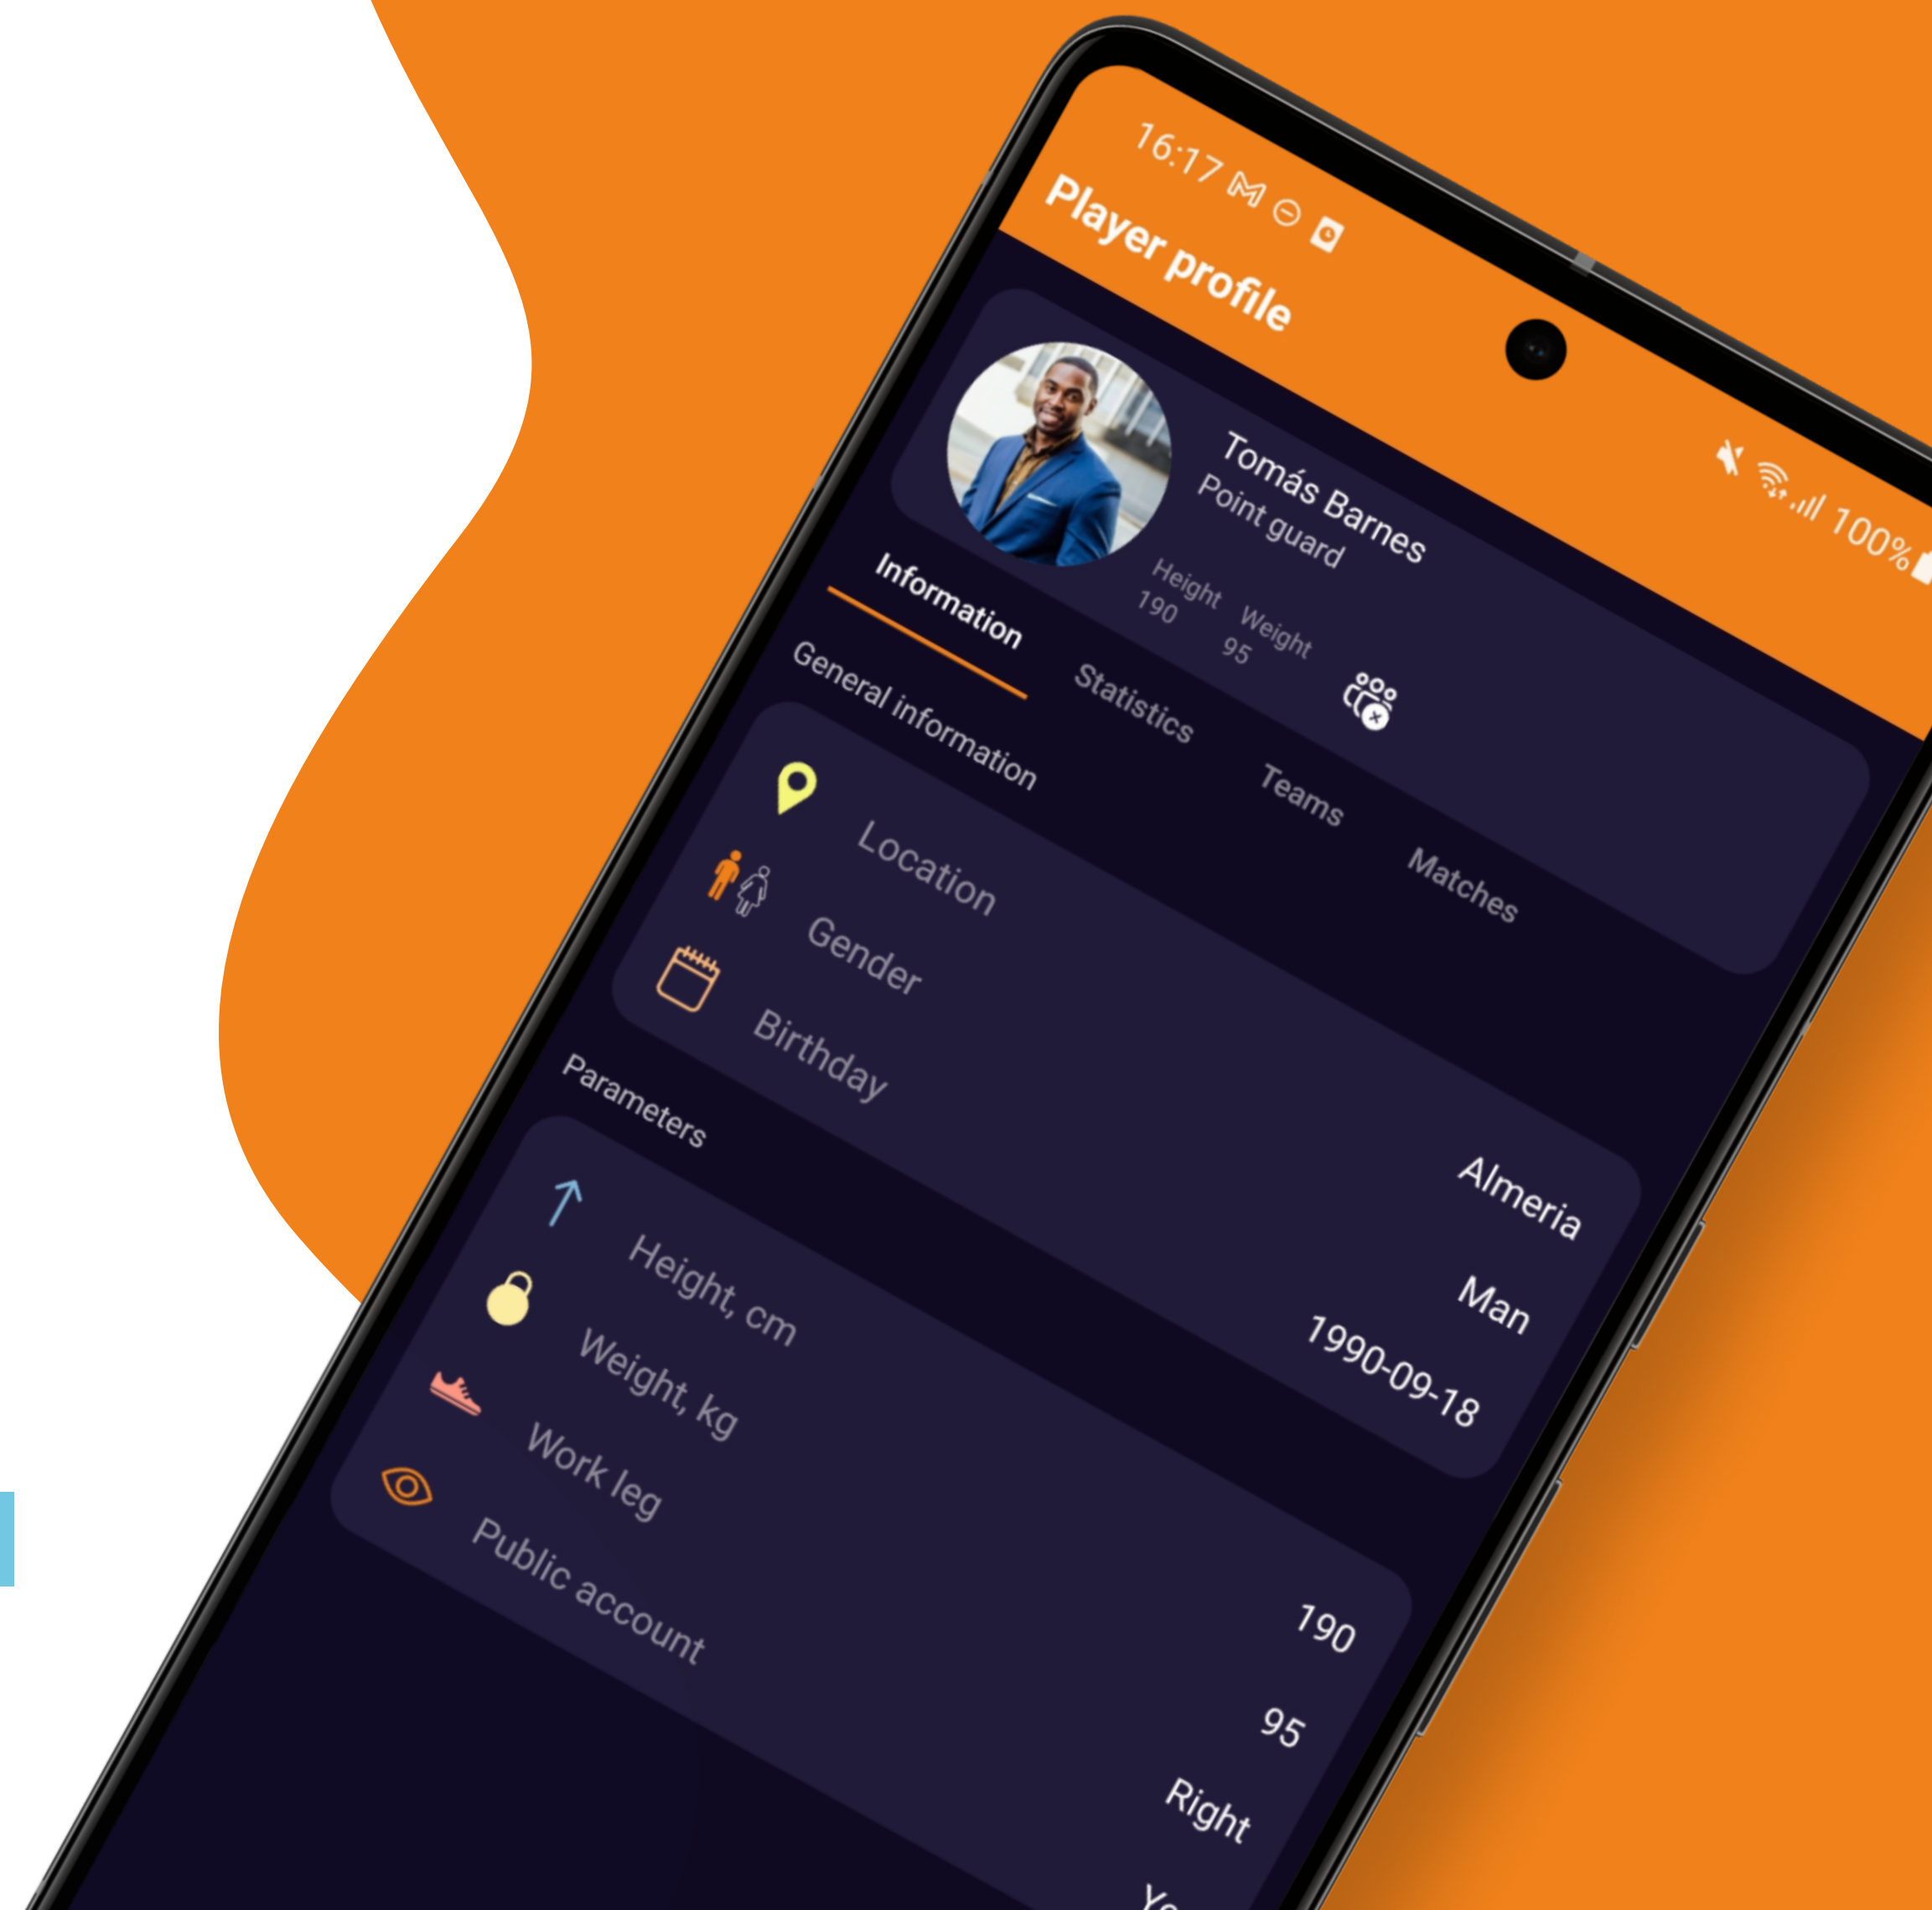 16:17
100%
Player profile
Tomás Barnes
Point guard
Height Weight
190 95
Information Statistics Teams Matches
General information
Location Almeria
Gender Man
Birthday 1990-09-18
Parameters
Height, cm 190
Weight, kg 95
Work leg Right
Public account